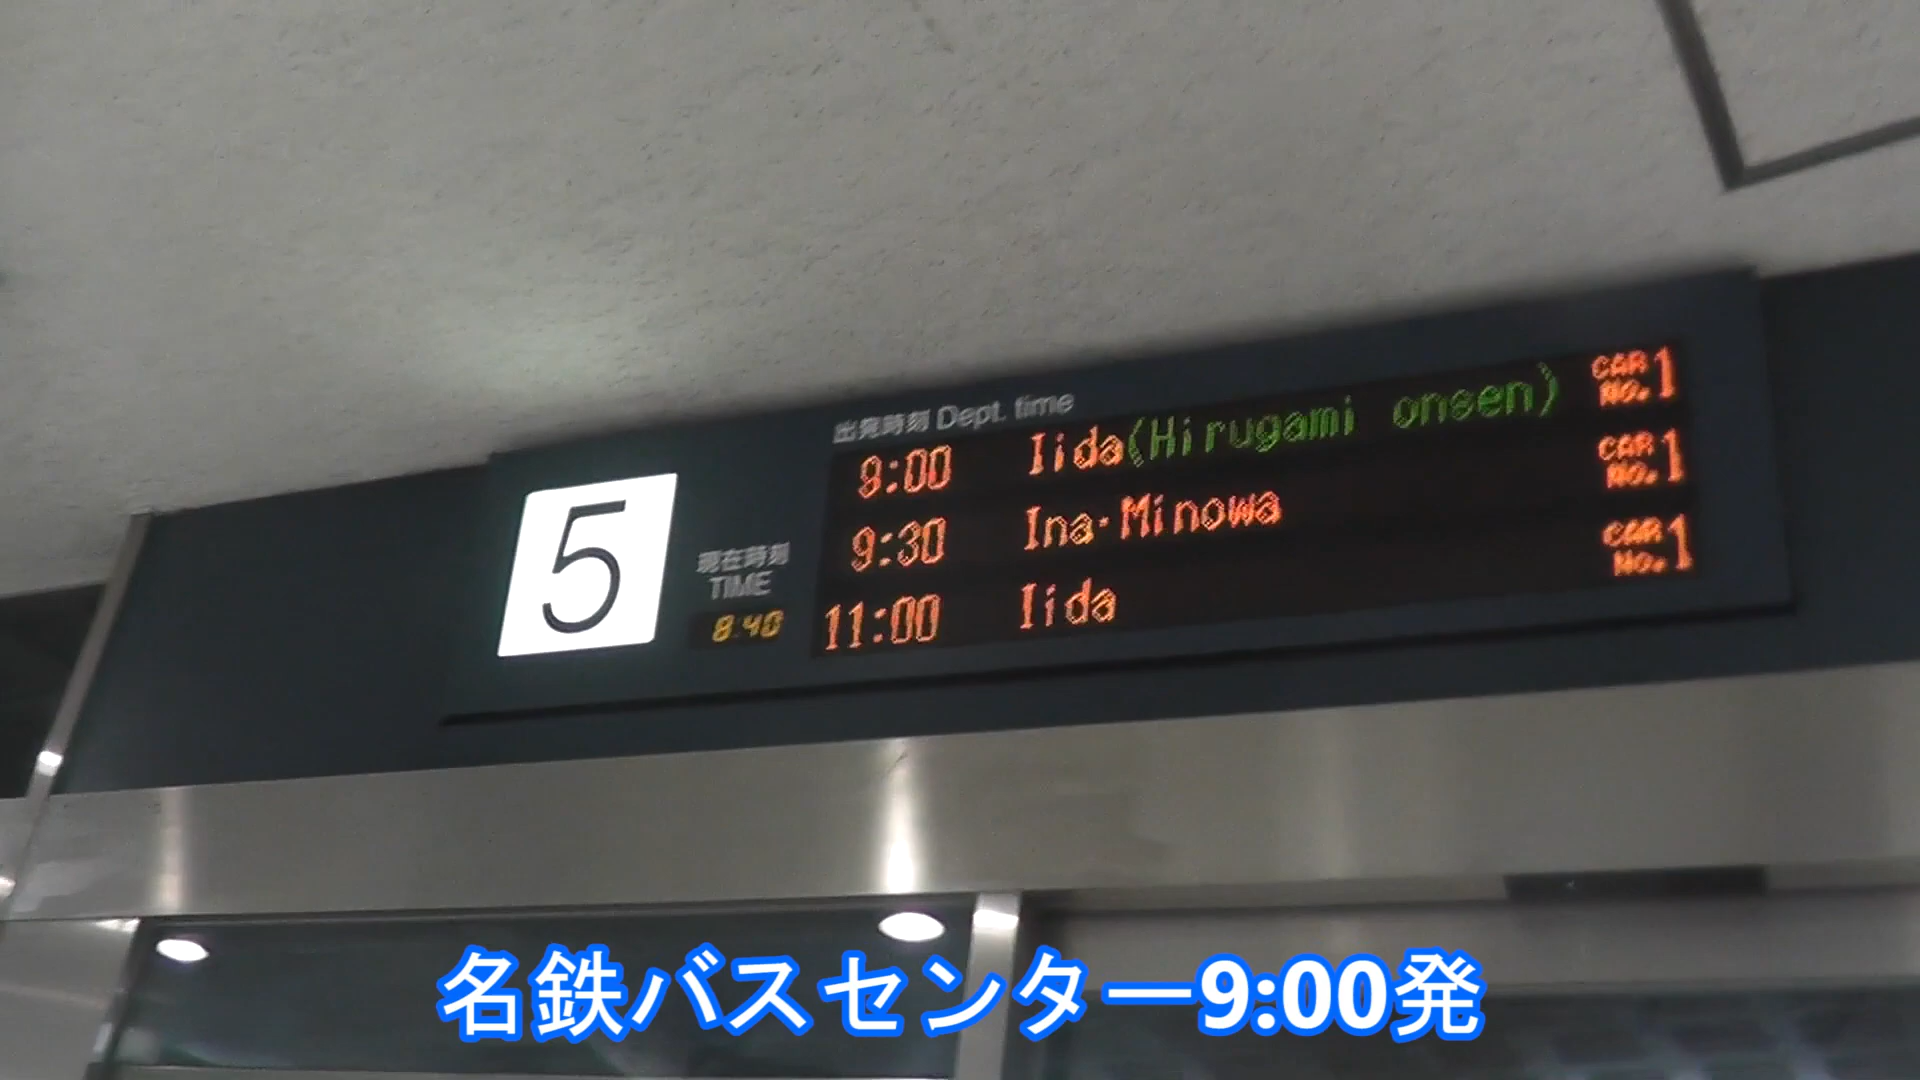 5
現在時刻
TIME
8:40
出発時刻 Dept. time
9:00 Iida(Hirugami onsen) CAR No.1
9:30 Ina・Minowa CAR No.1
11:00 Iida CAR No.1
名鉄バスセンター9:00発